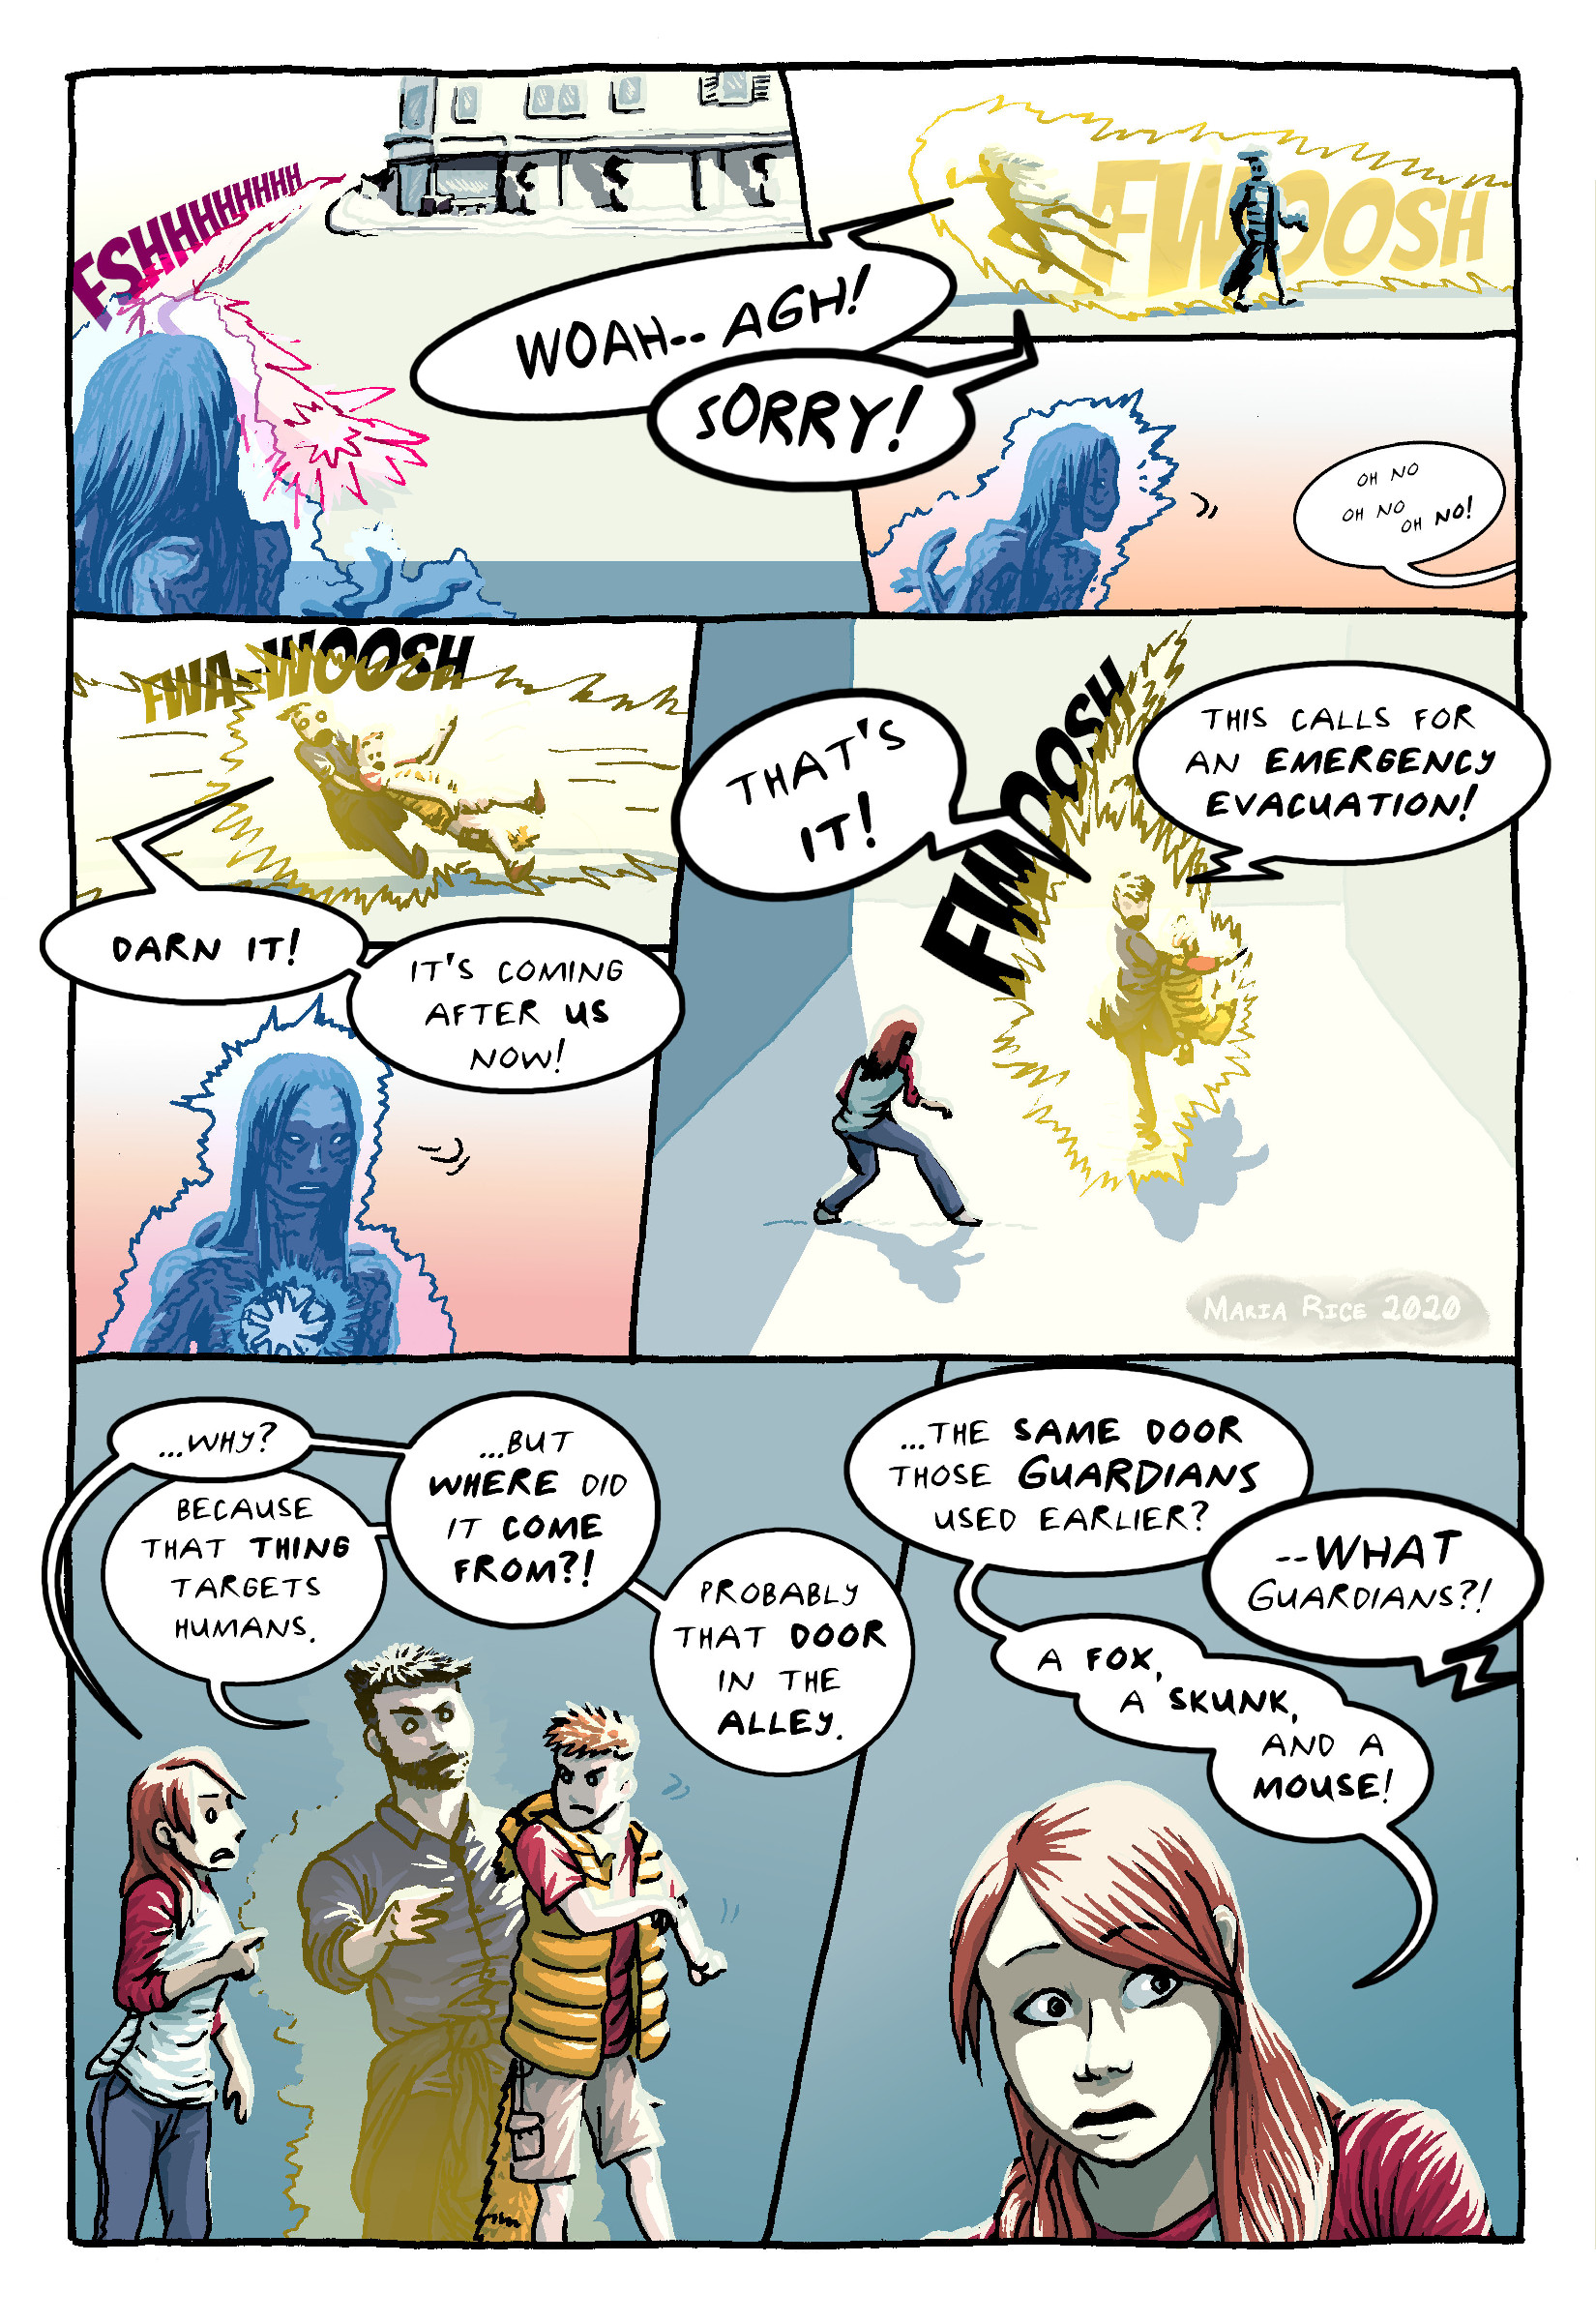 FSHHHHHHHHH
FWOOSH
WOAH-- AGH!
SORRY!
OH NO
OH NO
OH NO!
FWA-WOOSH
DARN IT!
IT'S COMING
AFTER US
NOW!
FWOOSH
THAT'S
IT!
THIS CALLS FOR
AN EMERGENCY
EVACUATION!
MARIA RICE 2020
...WHY?
BECAUSE
THAT THING
TARGETS
HUMANS.
...BUT
WHERE DID
IT COME
FROM?!
PROBABLY
THAT DOOR
IN THE
ALLEY.
...THE SAME DOOR
THOSE GUARDIANS
USED EARLIER?
--WHAT
GUARDIANS?!
A FOX,
A SKUNK,
AND A
MOUSE!